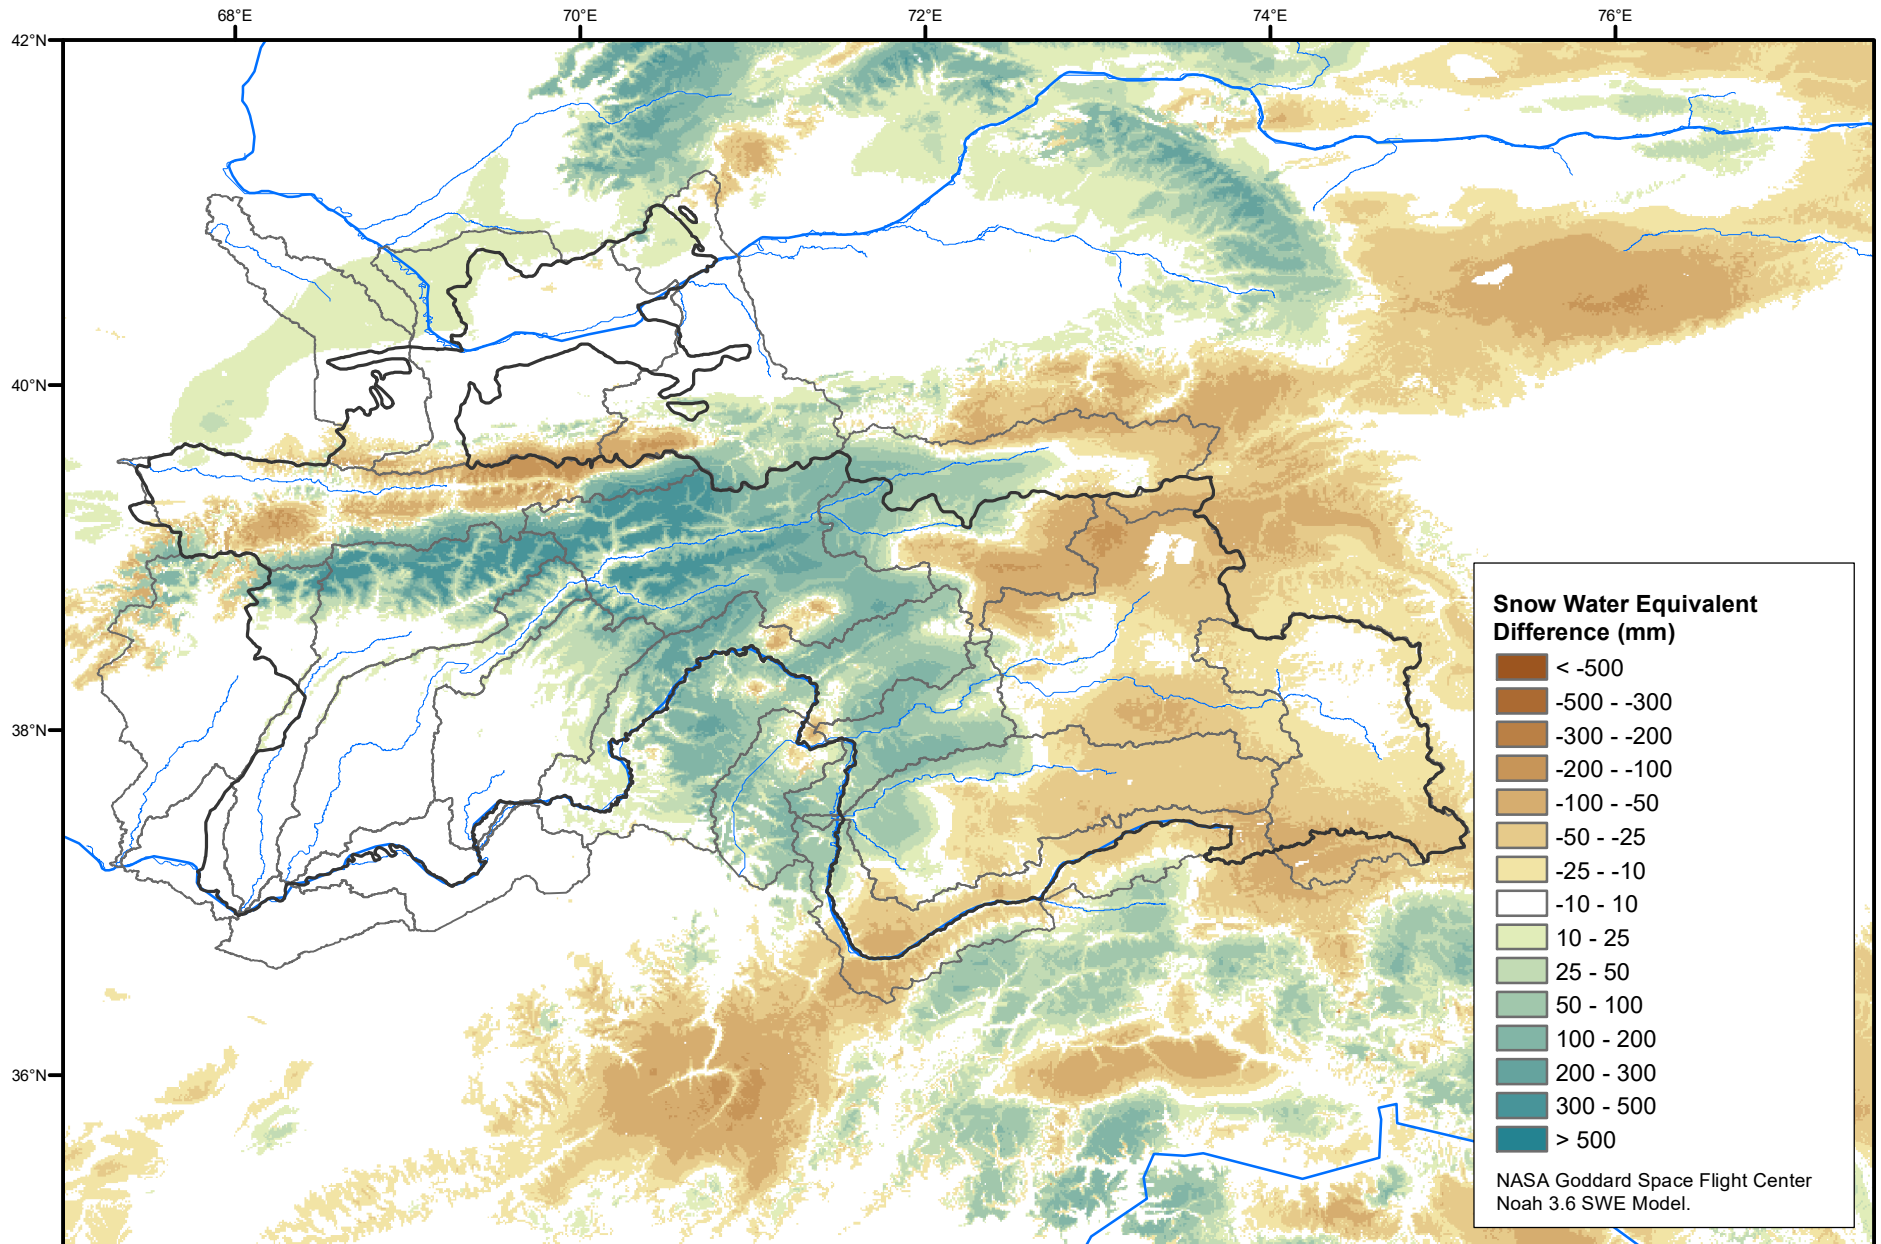 68°E
70°E
72°E
74°E
76°E
42°N
40°N
38°N
36°N
Snow Water Equivalent
Difference (mm)
< -500
-500 - -300
-300 - -200
-200 - -100
-100 - -50
-50 - -25
-25 - -10
-10 - 10
10 - 25
25 - 50
50 - 100
100 - 200
200 - 300
300 - 500
> 500
NASA Goddard Space Flight Center
Noah 3.6 SWE Model.